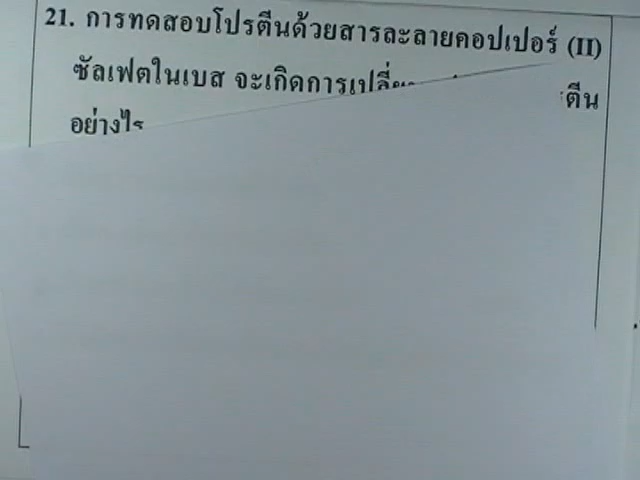 21. การทดสอบโปรตีนด้วยสารละลายคอปเปอร์ (II)
ซัลเฟตในเบส จะเกิดการ ตีน
อย่างไร